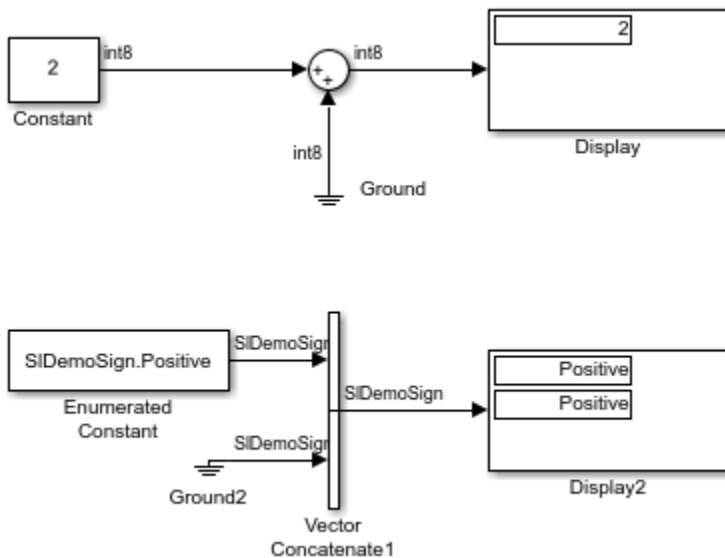 2
Constant
int8
+
+
int8
int8
Ground
2
Display
SlDemoSign.Positive
Enumerated
Constant
SlDemoSign
SlDemoSign
Ground2
SlDemoSign
Vector
Concatenate1
Positive
Positive
Display2